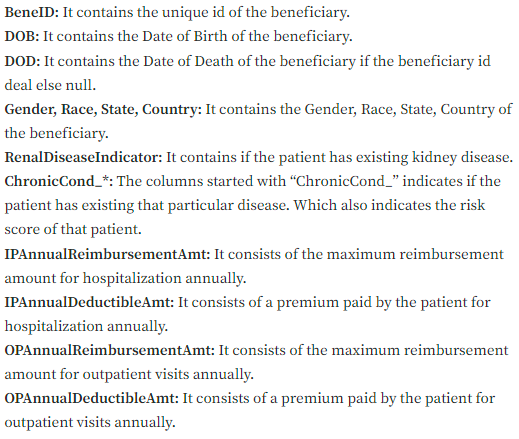 BeneID: It contains the unique id of the beneficiary.
DOB: It contains the Date of Birth of the beneficiary.
DOD: It contains the Date of Death of the beneficiary if the beneficiary id
deal else null.
Gender, Race, State, Country: It contains the Gender, Race, State, Country of
the beneficiary.
RenalDiseaseIndicator: It contains if the patient has existing kidney disease.
ChronicCond_*: The columns started with “ChronicCond_” indicates if the
patient has existing that particular disease. Which also indicates the risk
score of that patient.
IPAnnualReimbursementAmt: It consists of the maximum reimbursement
amount for hospitalization annually.
IPAnnualDeductibleAmt: It consists of a premium paid by the patient for
hospitalization annually.
OPAnnualReimbursementAmt: It consists of the maximum reimbursement
amount for outpatient visits annually.
OPAnnualDeductibleAmt: It consists of a premium paid by the patient for
outpatient visits annually.